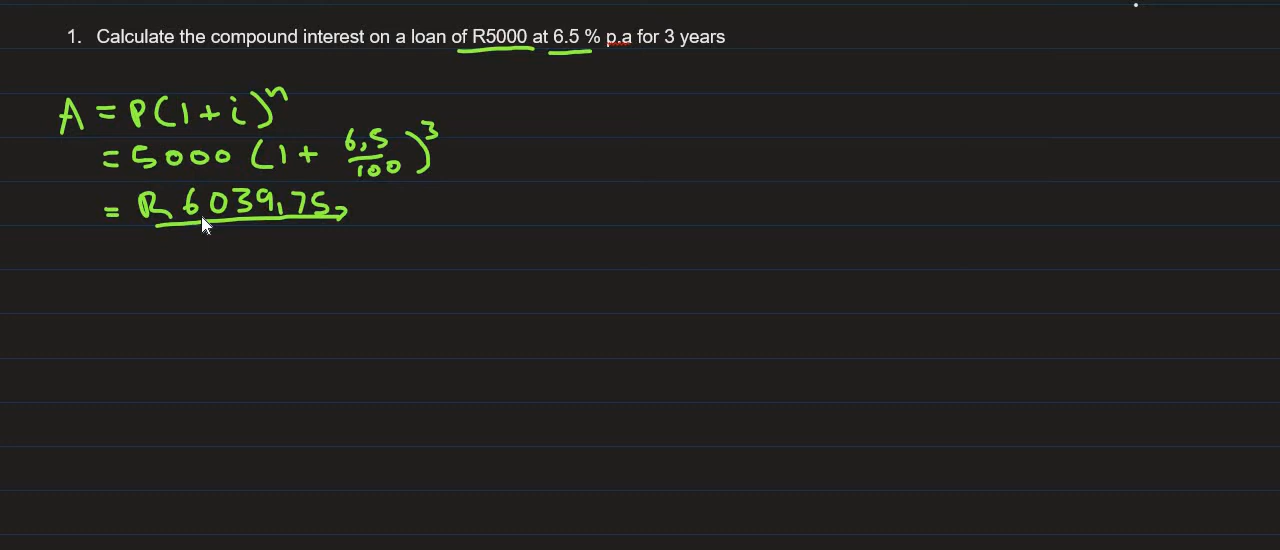 1. Calculate the compound interest on a loan of R5000 at 6.5 % p.a for 3 years
A = P(1 + i)^n
= 5000 (1 + 6,5/100)^3
= R 6039,75